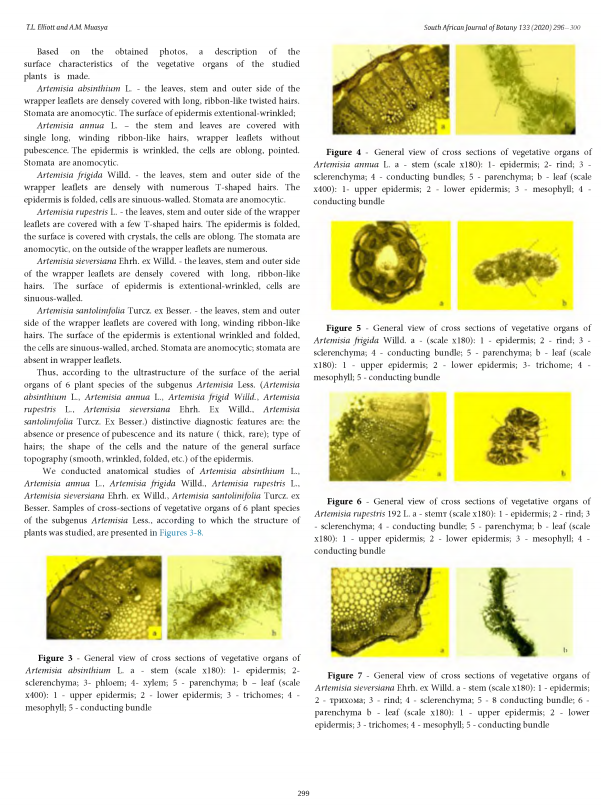 T.L. Elliott and A.M. Muasya
South African Journal of Botany 133 (2020) 296–300
Based on the obtained photos, a description of the
surface characteristics of the vegetative organs of the studied
plants is made.
Artemisia absinthium L. - the leaves, stem and outer side of the
wrapper leaflets are densely covered with long, ribbon-like twisted hairs.
Stomata are anomocytic. The surface of epidermis extentional-wrinkled;
Artemisia annua L. – the stem and leaves are covered with
single long, winding ribbon-like hairs, wrapper leaflets without
pubescence. The epidermis is wrinkled, the cells are oblong, pointed.
Stomata are anomocytic.
Artemisia frigida Willd. - the leaves, stem and outer side of the
wrapper leaflets are densely with numerous T-shaped hairs. The
epidermis is folded, cells are sinuous-walled. Stomata are anomocytic.
Artemisia rupestris L. - the leaves, stem and outer side of the wrapper
leaflets are covered with a few T-shaped hairs. The epidermis is folded,
the surface is covered with crystals, the cells are oblong. The stomata are
anomocytic, on the outside of the wrapper leaflets are numerous.
Artemisia sieversiana Ehrh. ex Willd. - the leaves, stem and outer side
of the wrapper leaflets are densely covered with long, ribbon-like
hairs. The surface of epidermis is extentional-wrinkled, cells are
sinuous-walled.
Artemisia santolinifolia Turcz. ex Besser. - the leaves, stem and outer
side of the wrapper leaflets are covered with long, winding ribbon-like
hairs. The surface of the epidermis is extentional wrinkled and folded,
the cells are sinuous-walled, arched. Stomata are anomocytic; stomata are
absent in wrapper leaflets.
Thus, according to the ultrastructure of the surface of the aerial
organs of 6 plant species of the subgenus Artemisia Less. (Artemisia
absinthium L., Artemisia annua L., Artemisia frigid Willd., Artemisia
rupestris L., Artemisia sieversiana Ehrh. Ex Willd., Artemisia
santolinifolia Turcz. Ex Besser.) distinctive diagnostic features are: the
absence or presence of pubescence and its nature ( thick, rare); type of
hairs; the shape of the cells and the nature of the general surface
topography (smooth, wrinkled, folded, etc.) of the epidermis.
We conducted anatomical studies of Artemisia absinthium L.,
Artemisia annua L., Artemisia frigida Willd., Artemisia rupestris L.,
Artemisia sieversiana Ehrh. ex Willd., Artemisia santolinifolia Turcz. ex
Besser. Samples of cross-sections of vegetative organs of 6 plant species
of the subgenus Artemisia Less., according to which the structure of
plants was studied, are presented in Figures 3-8.
a
b
Figure 3 - General view of cross sections of vegetative organs of
Artemisia absinthium L. a - stem (scale x180): 1- epidermis; 2-
sclerenchyma; 3- phloem; 4- xylem; 5 - parenchyma; b – leaf (scale
x400): 1 - upper epidermis; 2 - lower epidermis; 3 - trichomes; 4 -
mesophyll; 5 - conducting bundle
a
Figure 4 - General view of cross sections of vegetative organs of
Artemisia annua L. a - stem (scale x180): 1- epidermis; 2- rind; 3 -
sclerenchyma; 4 - conducting bundles; 5 - parenchyma; b - leaf (scale
x400): 1- upper epidermis; 2 - lower epidermis; 3 - mesophyll; 4 -
conducting bundle
a
b
Figure 5 - General view of cross sections of vegetative organs of
Artemisia frigida Willd. a - (scale x180): 1 - epidermis; 2 - rind; 3 -
sclerenchyma; 4 - conducting bundle; 5 - parenchyma; b - leaf (scale
x180): 1 - upper epidermis; 2 - lower epidermis; 3- trichome; 4 -
mesophyll; 5 - conducting bundle
a
b
Figure 6 - General view of cross sections of vegetative organs of
Artemisia rupestris 192 L. a - stemт (scale x180): 1 - epidermis; 2 - rind; 3
- sclerenchyma; 4 - conducting bundle; 5 - parenchyma; b - leaf (scale
x180): 1 - upper epidermis; 2 - lower epidermis; 3 - mesophyll; 4 -
conducting bundle
a
b
Figure 7 - General view of cross sections of vegetative organs of
Artemisia sieversiana Ehrh. ex Willd. a - stem (scale x180): 1 - epidermis;
2 - трихома; 3 - rind; 4 - sclerenchyma; 5 - 8 conducting bundle; 6 -
parenchyma b - leaf (scale x180): 1 - upper epidermis; 2 - lower
epidermis; 3 - trichomes; 4 - mesophyll; 5 - conducting bundle
299